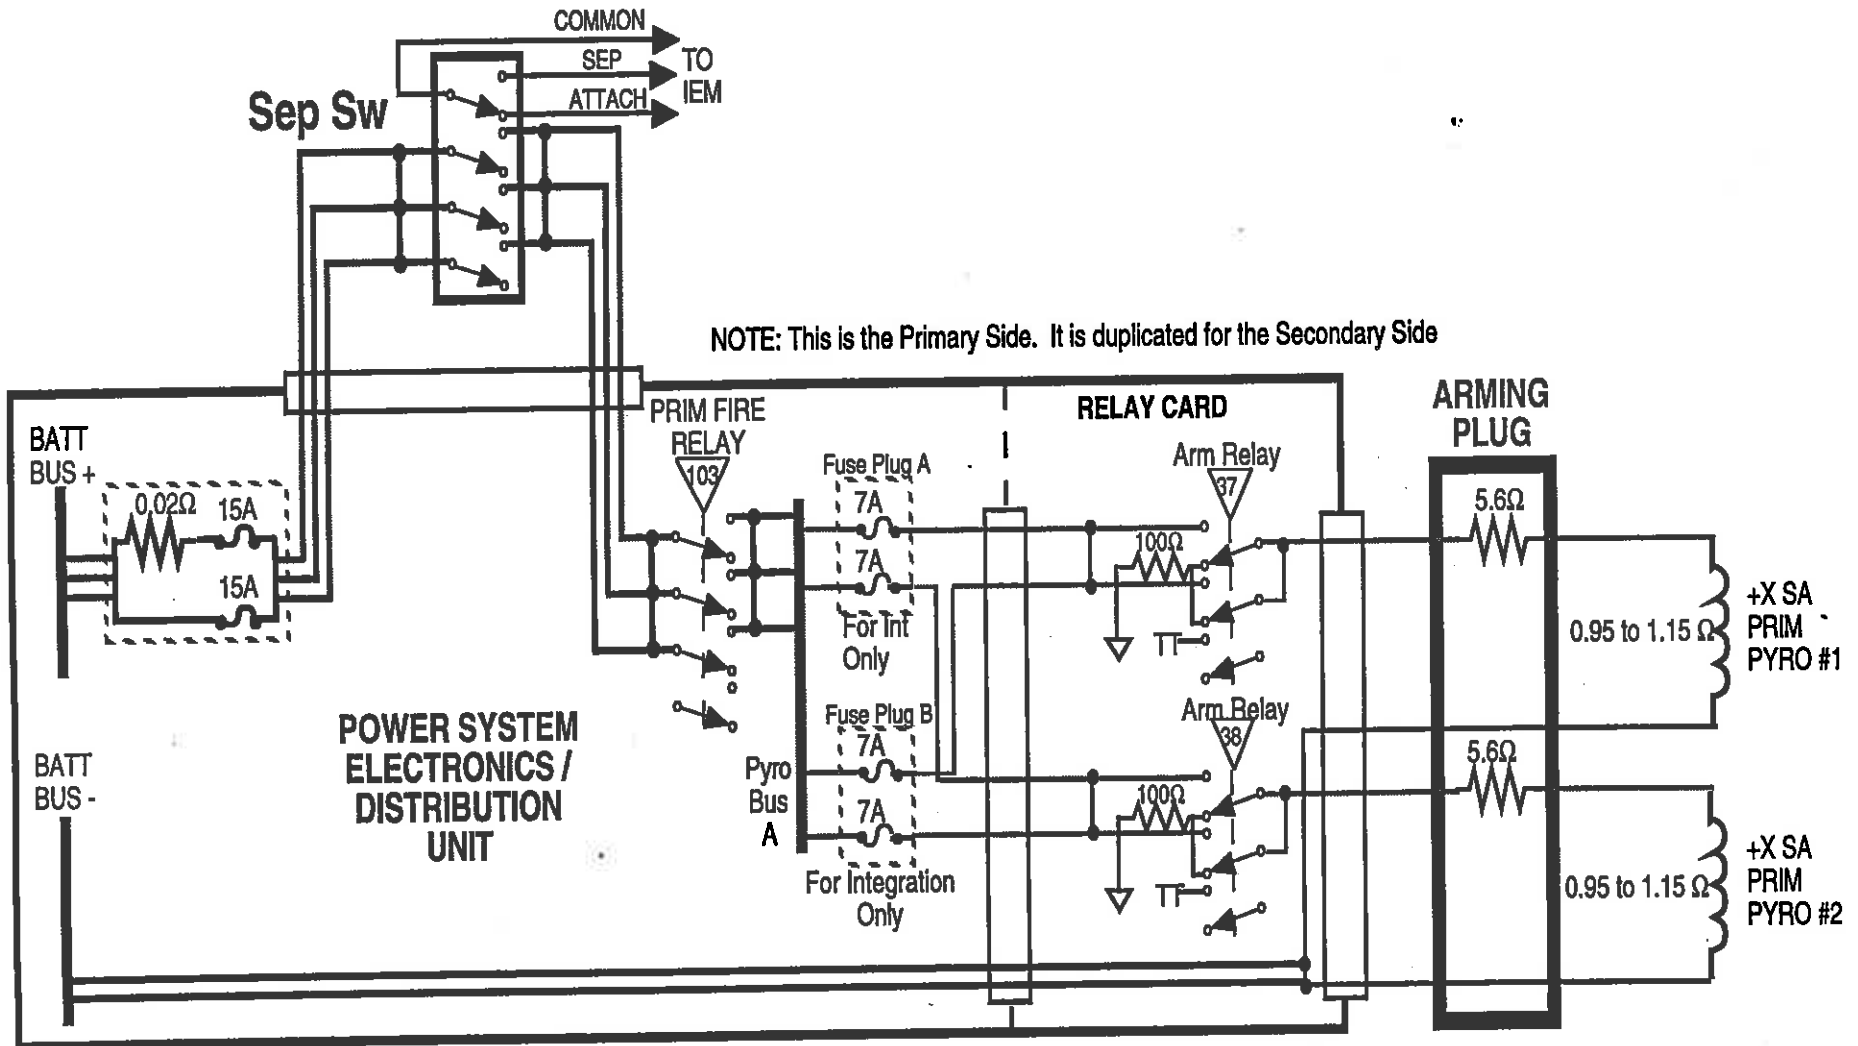 COMMON
SEP
TO
IEM
ATTACH
Sep Sw
NOTE: This is the Primary Side. It is duplicated for the Secondary Side
BATT
BUS +
0.02Ω
15A
15A
PRIM FIRE
RELAY
103
Fuse Plug A
7A
7A
For Int
Only
RELAY CARD
Arm Relay
37
100Ω
TT
ARMING
PLUG
5.6Ω
0.95 to 1.15 Ω
+X SA
PRIM
PYRO #1
POWER SYSTEM
ELECTRONICS /
DISTRIBUTION
UNIT
BATT
BUS -
Pyro
Bus
A
Fuse Plug B
7A
7A
For Integration
Only
Arm Relay
38
100Ω
TT
5.6Ω
0.95 to 1.15 Ω
+X SA
PRIM
PYRO #2